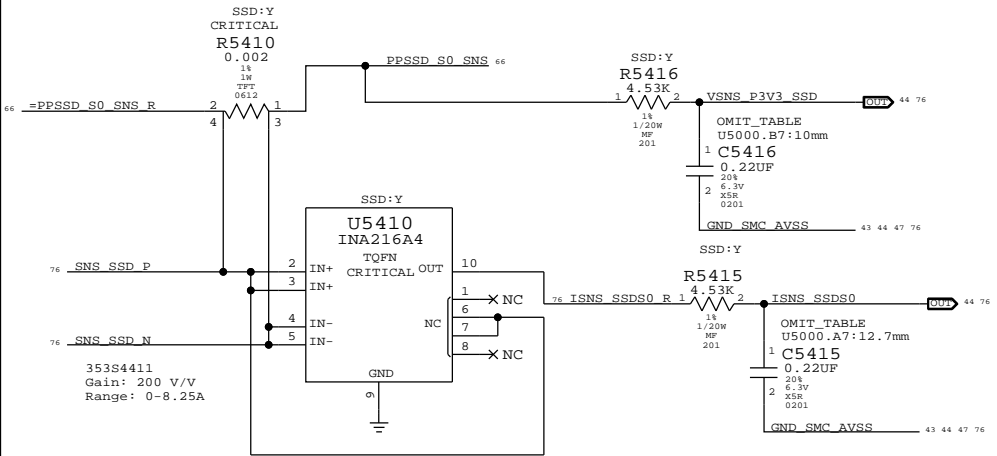 SSD:Y
CRITICAL
R5410
0.002
1%
1W
TFT
0612
66 =PPSSD_S0_SNS_R 2 1
4 3
PPSSD_S0_SNS 66
SSD:Y
R5416
4.53K
1 2
1%
1/20W
MF
201
VSNS_P3V3_SSD OUT 44 76
OMIT_TABLE
U5000.B7:10mm
1 C5416
0.22UF
20%
6.3V
X5R
0201
2
GND_SMC_AVSS 43 44 47 76
SSD:Y
U5410
INA216A4
TQFN
CRITICAL
76 SNS_SSD_P 2 IN+
3 IN+
4 IN-
76 SNS_SSD_N 5 IN-
OUT 10
1 NC
6
NC 7
8 NC
GND
9
353S4411
Gain: 200 V/V
Range: 0-8.25A
SSD:Y
R5415
4.53K
76 ISNS_SSDS0_R 1 2 ISNS_SSDS0 OUT 44 76
1%
1/20W
MF
201
OMIT_TABLE
U5000.A7:12.7mm
1 C5415
0.22UF
20%
6.3V
X5R
0201
2
GND_SMC_AVSS 43 44 47 76